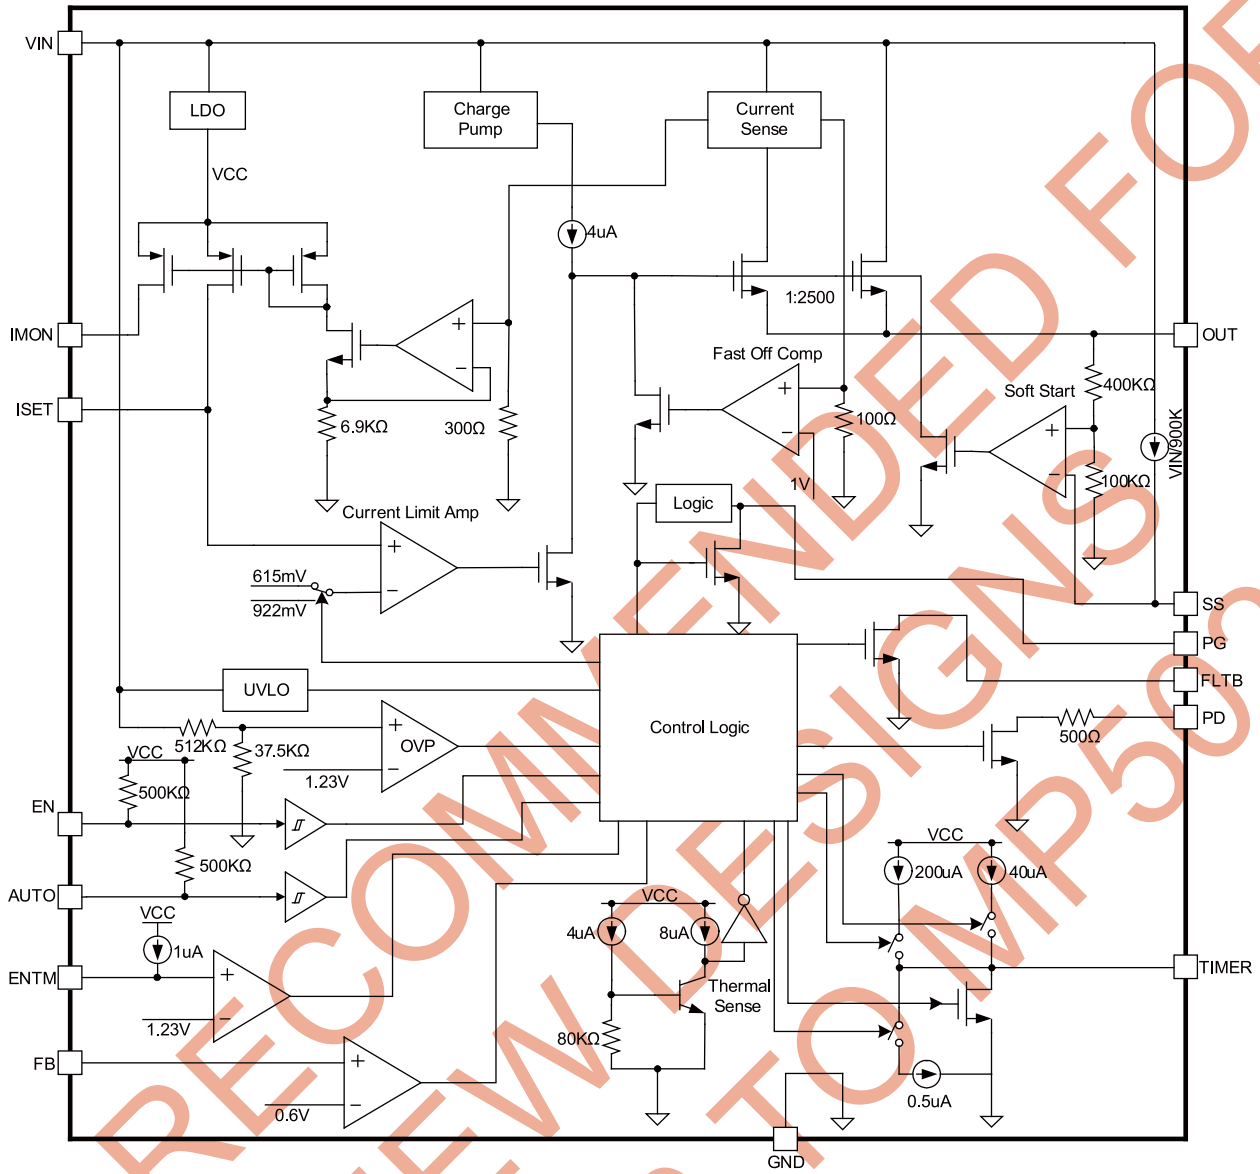 VIN
LDO
Charge
Pump
Current
Sense
VCC
4uA
1:2500
IMON
OUT
Fast Off Comp
ISET
Soft Start
400KΩ
6.9KΩ
300Ω
100Ω
VIN/900K
1V
100KΩ
Logic
Current Limit Amp
615mV
922mV
SS
PG
UVLO
FLTB
Control Logic
PD
512KΩ
37.5KΩ
OVP
500Ω
VCC
1.23V
500KΩ
EN
VCC
500KΩ
200uA
40uA
AUTO
VCC
VCC
4uA
8uA
1uA
ENTM
TIMER
Thermal
Sense
1.23V
80KΩ
FB
0.6V
0.5uA
GND
RECOMMENDED FOR
NEW DESIGNS
TO MP50